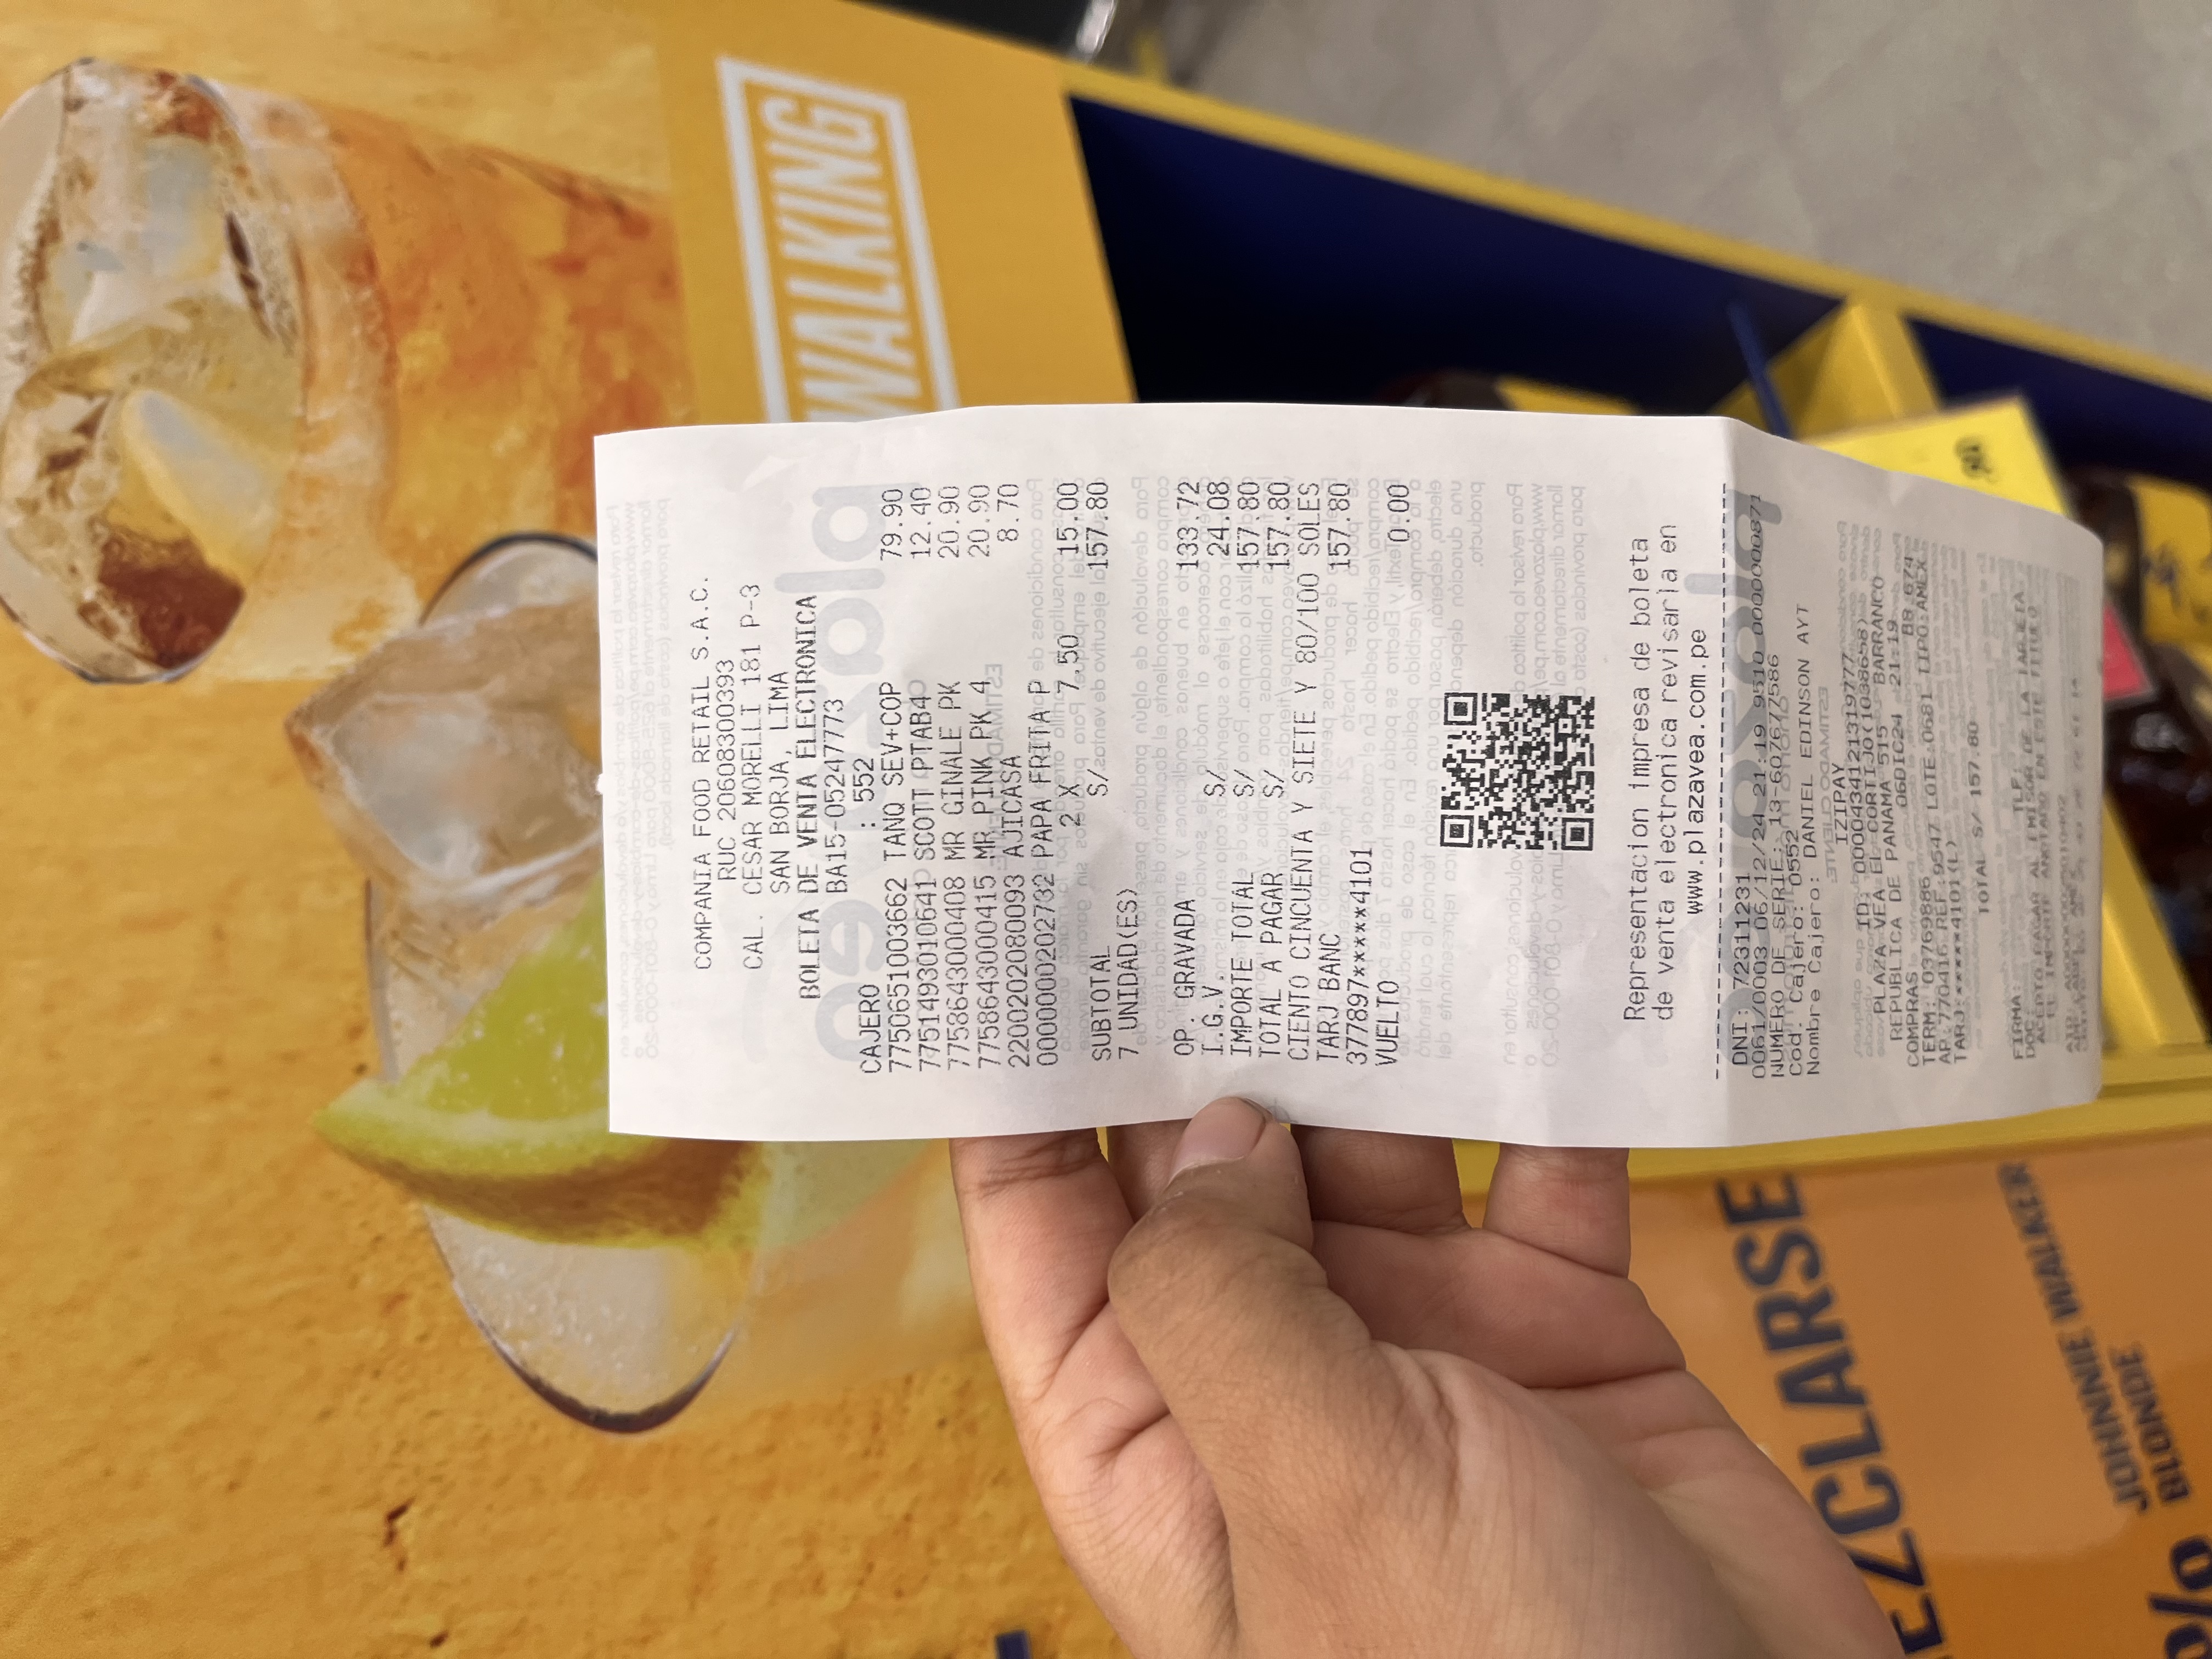 COMPANIA FOOD RETAIL S.A.C.
RUC 20608300393
CAL. CESAR MORELLI 181 P-3
SAN BORJA, LIMA
BOLETA DE VENTA ELECTRONICA
BA15-05247773
CAJERO : 552
7750651003662 TANQ SEV+COP 79.90
7751493010641 SCOTT PTAB4 12.40
7758643000408 MR GINALE PK 20.90
7758643000415 MR PINK PK 4 20.90
2200202080093 AJICASA 8.70
0000000202732 PAPA FRITA P
2 X 7.50 15.00
SUBTOTAL S/ 157.80
7 UNIDAD(ES)
OP. GRAVADA 133.72
I.G.V. S/ 24.08
IMPORTE TOTAL S/ 157.80
TOTAL A PAGAR S/ 157.80
CIENTO CINCUENTA Y SIETE Y 80/100 SOLES
TARJ BANC 157.80
377897*****4101
VUELTO 0.00
Representacion impresa de boleta
de venta electronica revisarla en
www.plazavea.com.pe
DNI: 72311231
0061/0003 06/12/24 21:19 9510 0000000871
NUMERO DE SERIE: 13-607677586
Cod. Cajero: 0552
Nombre Cajero: DANIEL EDINSON AYT
IZIPAY
ID: 0000434121319777
PLAZA VEA EL CORTIJO(1038658)
REPUBLICA DE PANAMA 515 BARRANCO
06DIC24 21:19
COMPRAS B8.674
TERM: 03769886
AP:770416 REF:9547 LOTE:0681 TIPO:AMEX
TARJ:*****4101(L)
TOTAL S/ 157.80
FIRMA: TLF:
DOC:
ACEPTO PAGAR AL EMISOR DE LA TARJETA
EL IMPORTE ANOTADO EN ESTE TITULO
WALKING
EZCLARSE
JOHNNIE WALKER
BLONDE
%
.90